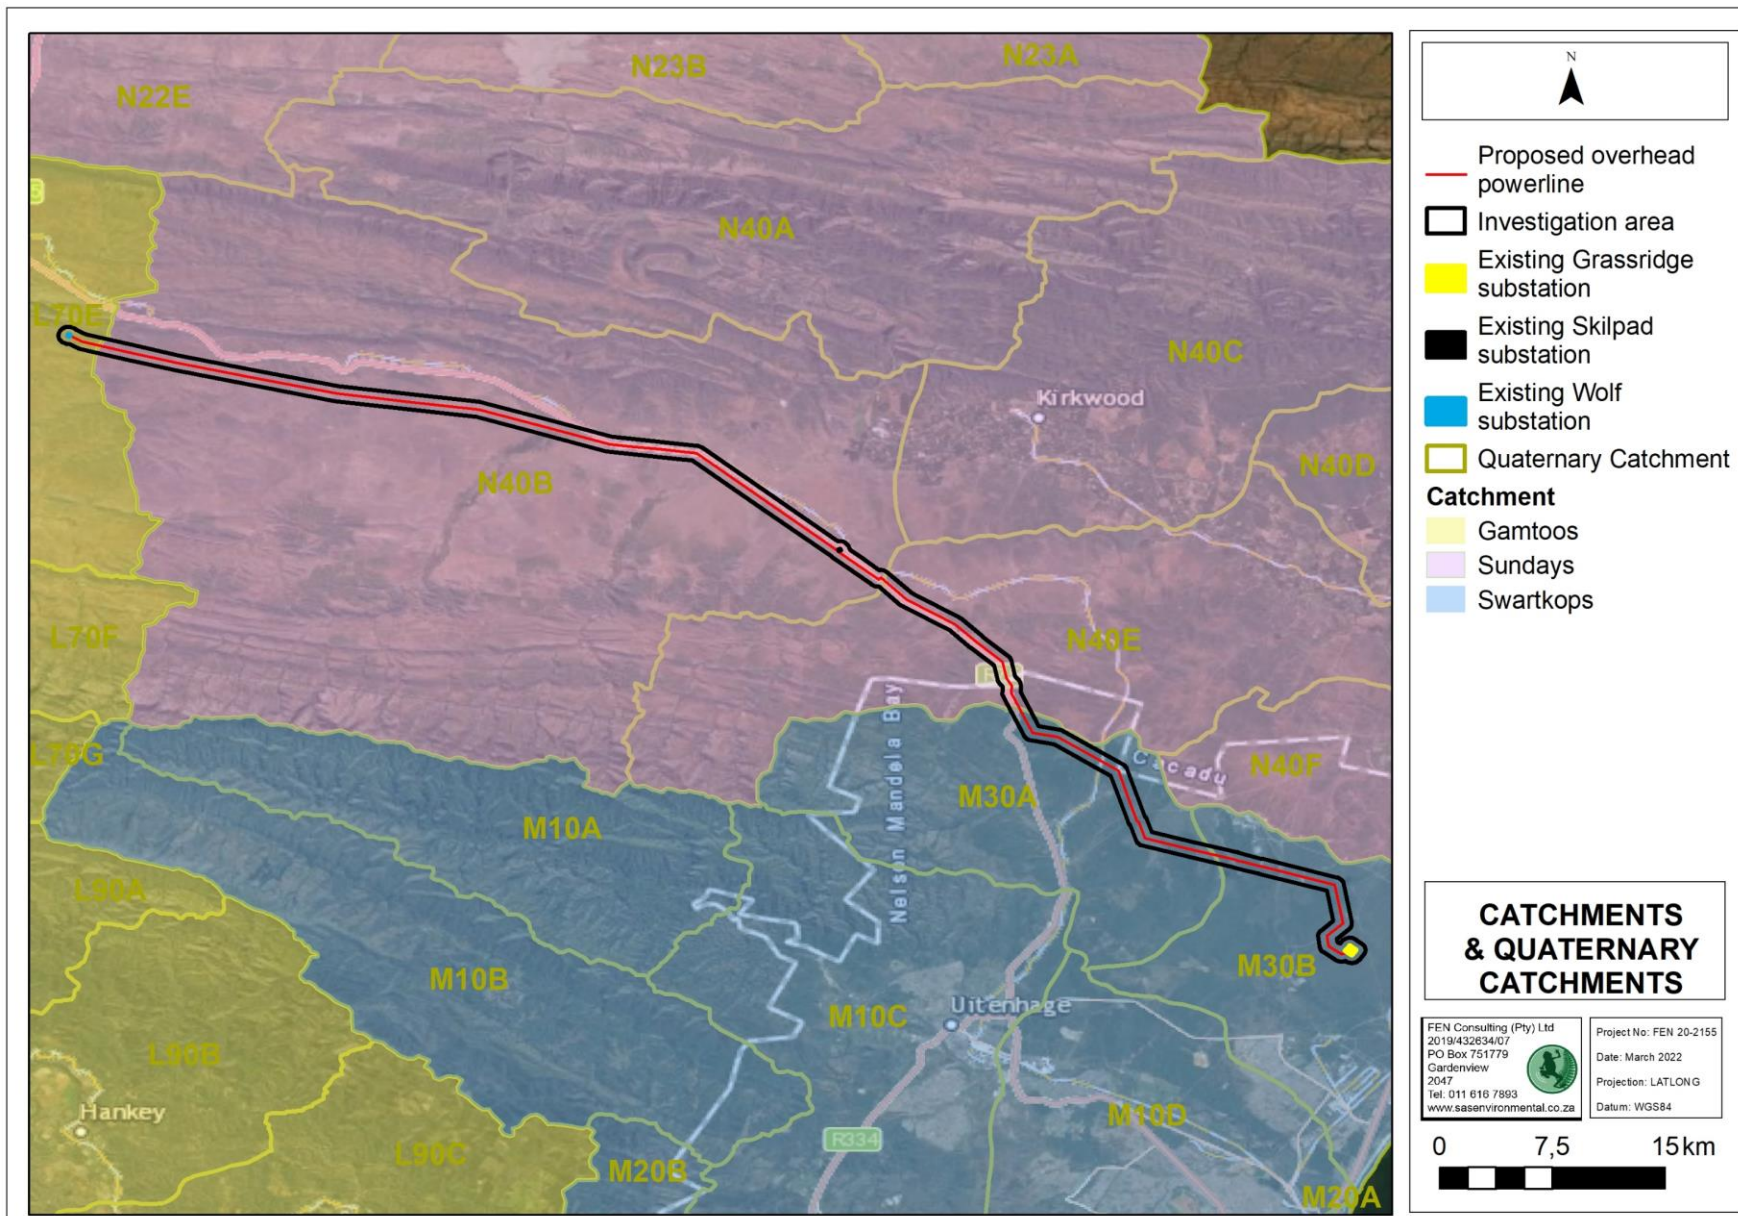 N22E
N23B
N23A
N40A
L70E
N40C
Kirkwood
N40D
N40B
L70F
N40E
Nelson Mandela Bay
L70G
Cacadu
N40F
M30A
M10A
L90A
M30B
M10B
Uitenhage
M10C
L90B
Hankey
M10D
R334
L90C
M20B
M20A
N
Proposed overhead
powerline
Investigation area
Existing Grassridge
substation
Existing Skilpad
substation
Existing Wolf
substation
Quaternary Catchment
Catchment
Gamtoos
Sundays
Swartkops
CATCHMENTS
& QUATERNARY
CATCHMENTS
FEN Consulting (Pty) Ltd
2019/432634/07
PO Box 751779
Gardenview
2047
Tel: 011 616 7893
www.sasenvironmental.co.za
Project No: FEN 20-2155
Date: March 2022
Projection: LATLONG
Datum: WGS84
0 7,5 15 km